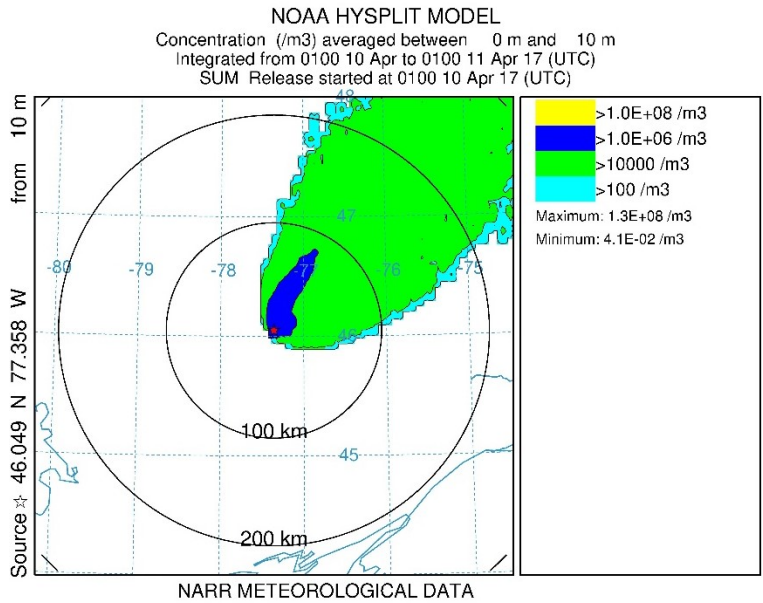 NOAA HYSPLIT MODEL
Concentration (/m3) averaged between 0 m and 10 m
Integrated from 0100 10 Apr to 0100 11 Apr 17 (UTC)
SUM Release started at 0100 10 Apr 17 (UTC)
Source ☆ 46.049 N 77.358 W from 10 m
48
47
-80
-79
-78
-77
-76
-75
46
100 km
45
200 km
>1.0E+08 /m3
>1.0E+06 /m3
>10000 /m3
>100 /m3
Maximum: 1.3E+08 /m3
Minimum: 4.1E-02 /m3
NARR METEOROLOGICAL DATA